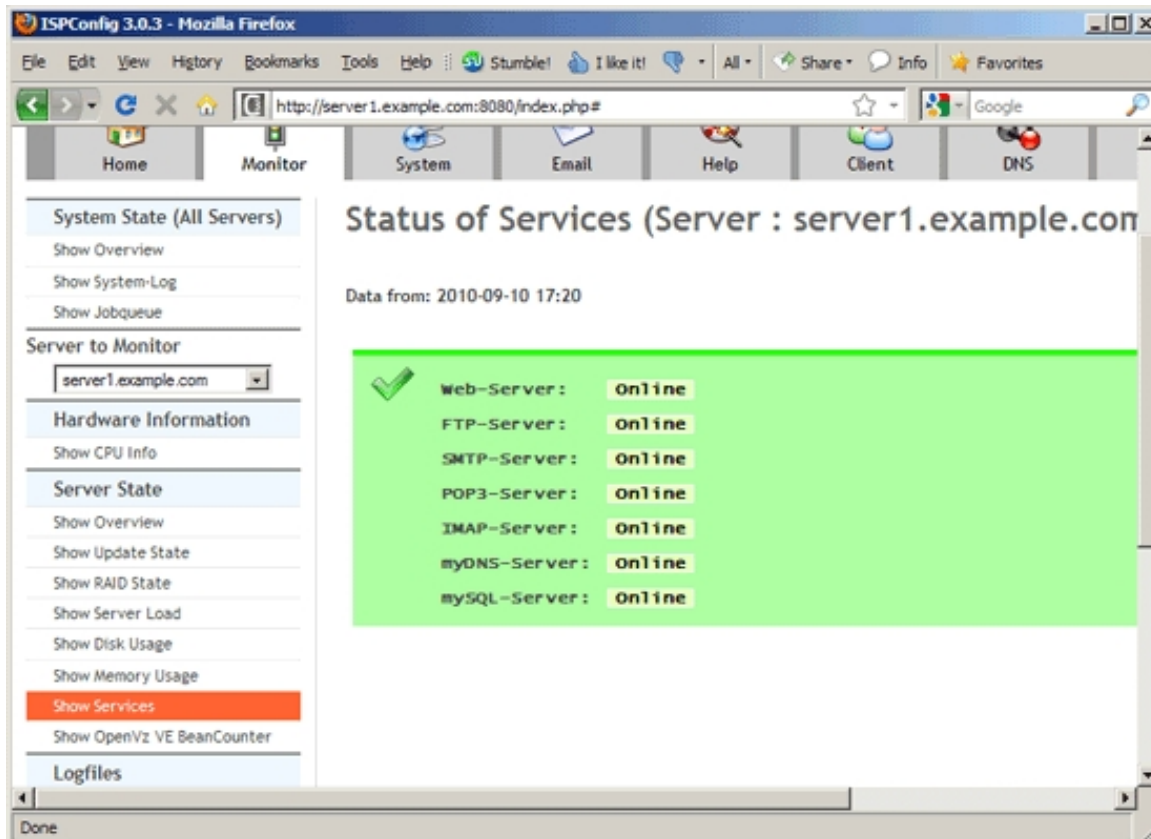 ISPConfig 3.0.3 - Mozilla Firefox
File Edit View History Bookmarks Tools Help Stumble! I like it! All Share Info Favorites
http://server1.example.com:8080/index.php# Google
Home Monitor System Email Help Client DNS
System State (All Servers)
Show Overview
Show System-Log
Show Jobqueue
Server to Monitor
server1.example.com
Hardware Information
Show CPU Info
Server State
Show Overview
Show Update State
Show RAID State
Show Server Load
Show Disk Usage
Show Memory Usage
Show Services
Show OpenVz VE BeanCounter
Logfiles
Status of Services (Server : server1.example.com
Data from: 2010-09-10 17:20
Web-Server: Online
FTP-Server: Online
SMTP-Server: Online
POP3-Server: Online
IMAP-Server: Online
myDNS-Server: Online
mySQL-Server: Online
Done